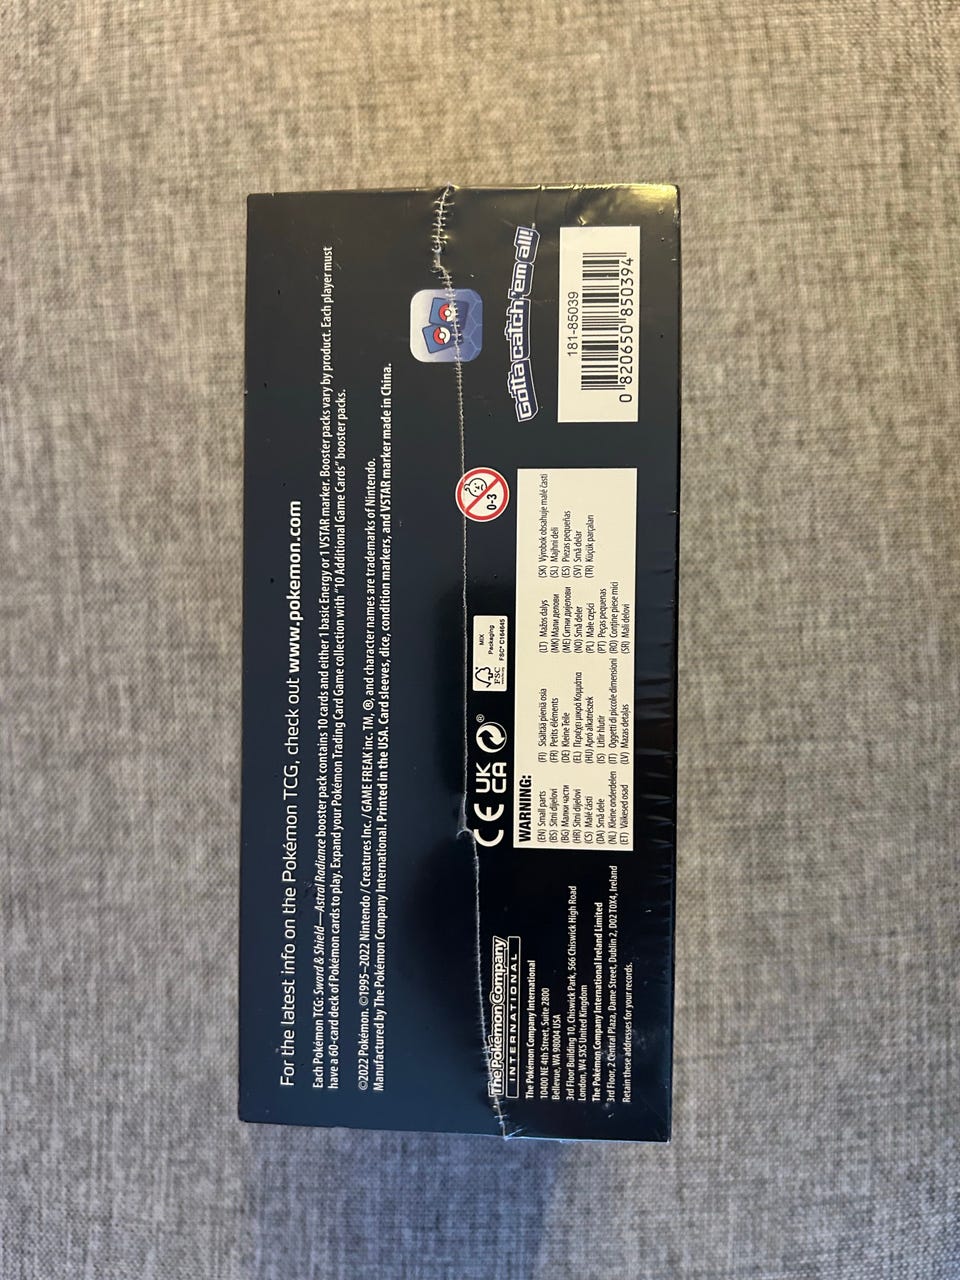 For the latest info on the Pokémon TCG, check out www.pokemon.com
Each Pokémon TCG: Sword & Shield—Astral Radiance booster pack contains 10 cards and either 1 basic Energy or 1 VSTAR marker. Booster packs vary by product. Each player must
have a 60-card deck of Pokémon cards to play. Expand your Pokémon Trading Card Game collection with "10 Additional Game Cards" booster packs.
©2022 Pokémon. ©1995–2022 Nintendo / Creatures Inc. / GAME FREAK inc. TM, ®, and character names are trademarks of Nintendo.
Manufactured by The Pokémon Company International. Printed in the USA. Card sleeves, dice, condition markers, and VSTAR marker made in China.
The Pokémon Company
INTERNATIONAL
The Pokémon Company International
10400 NE 4th Street, Suite 2800
Bellevue, WA 98004 USA
3rd Floor Building 10, Chiswick Park, 566 Chiswick High Road
London, W4 5XS United Kingdom
The Pokémon Company International Ireland Limited
3rd Floor, 2 Central Plaza, Dame Street, Dublin 2, D02 T0X4, Ireland
Retain these addresses for your records.
CE
UK
CA
®
FSC
MIX
Packaging
FSC® C164645
0-3
WARNING:
(EN) Small parts
(BS) Sitni dijelovi
(BG) Малки части
(HR) Sitni dijelovi
(CS) Malé části
(DA) Små dele
(NL) Kleine onderdelen
(ET) Väikesed osad
(FI) Sisältää pieniä osia
(FR) Petits éléments
(DE) Kleine Teile
(EL) Περιέχει μικρά Κομμάτια
(HU) Apró alkatrészek
(IS) Litlir hlutir
(IT) Oggetti di piccole dimensioni
(LV) Mazas detaļas
(LT) Mažos dalys
(MK) Мали делови
(ME) Ситни дијелови
(NO) Små deler
(PL) Małe części
(PT) Peças pequenas
(RO) Conține piese mici
(SR) Mali delovi
(SK) Výrobok obsahuje malé časti
(SL) Majhni deli
(ES) Piezas pequeñas
(SV) Små delar
(TR) Küçük parçaları
Gotta catch 'em all!
181-85039
0 820650 850394